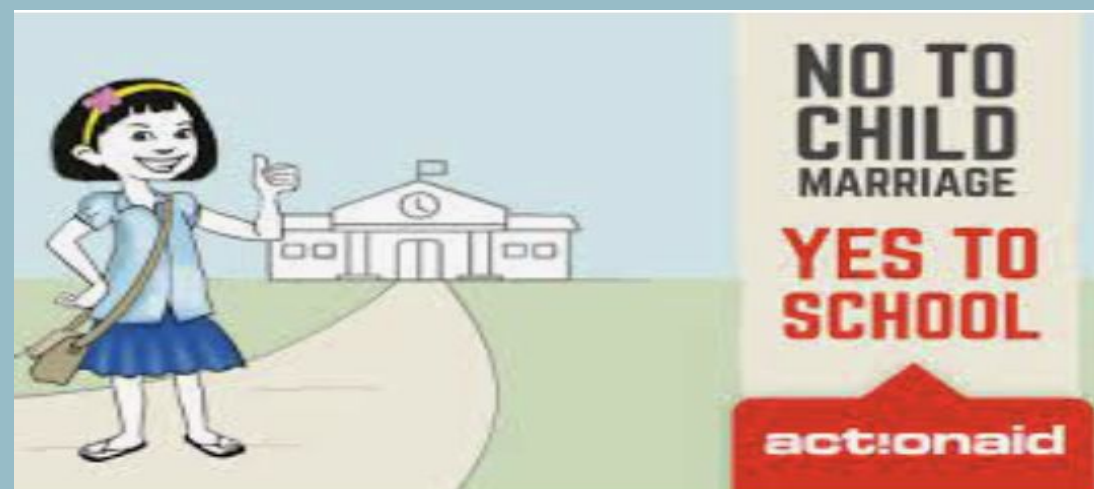 NO TO
CHILD
MARRIAGE
YES TO
SCHOOL
act!onaid